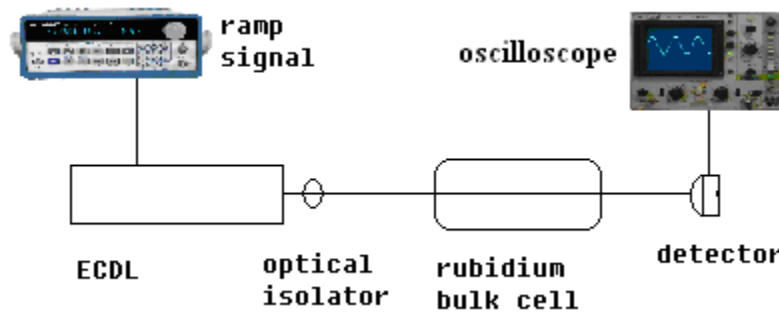 ramp
signal
oscilloscope
ECDL
optical
isolator
rubidium
bulk cell
detector